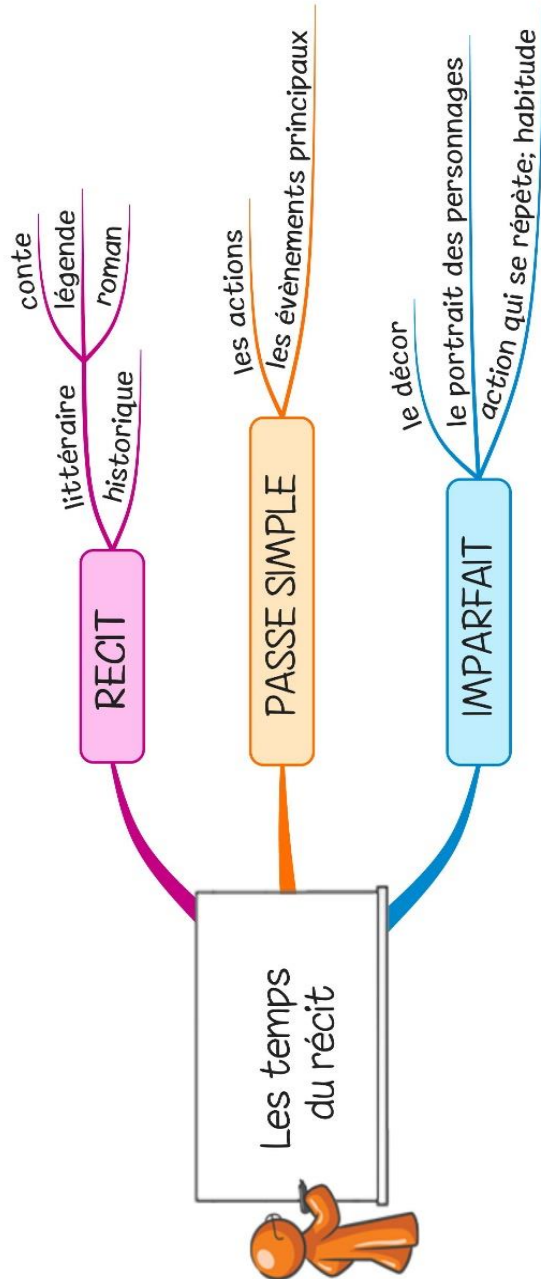 Les temps
du récit
RECIT
littéraire
conte
légende
roman
historique
PASSE SIMPLE
les actions
les évènements principaux
IMPARFAIT
le décor
le portrait des personnages
action qui se répète; habitude